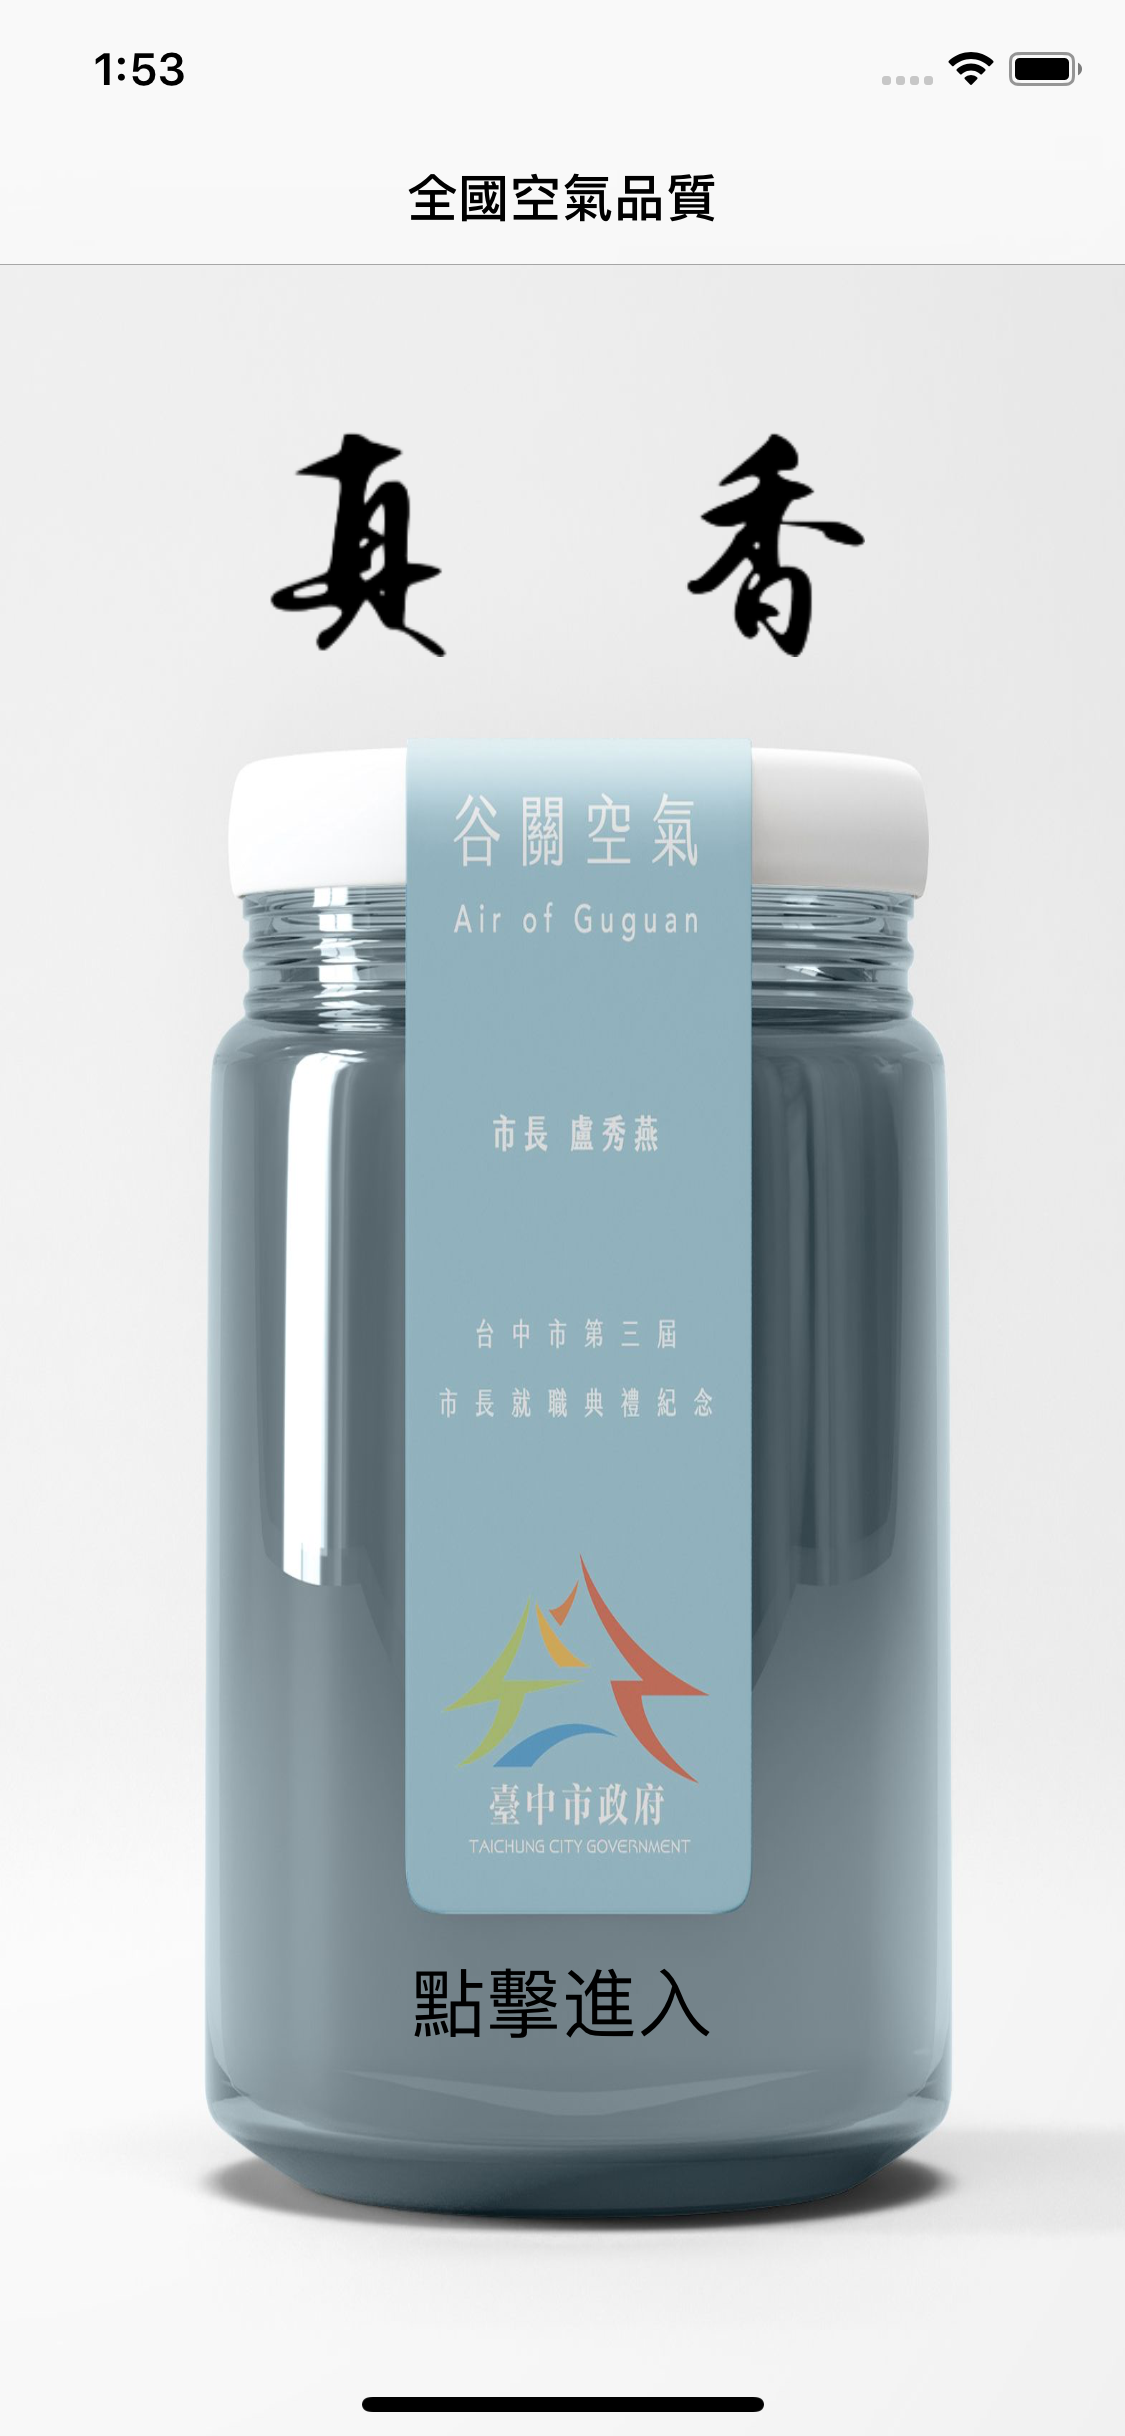 1:53
全國空氣品質
真 香
谷關空氣
Air of Guguan
市長 盧秀燕
台中市第三屆
市長就職典禮紀念
臺中市政府
TAICHUNG CITY GOVERNMENT
點擊進入